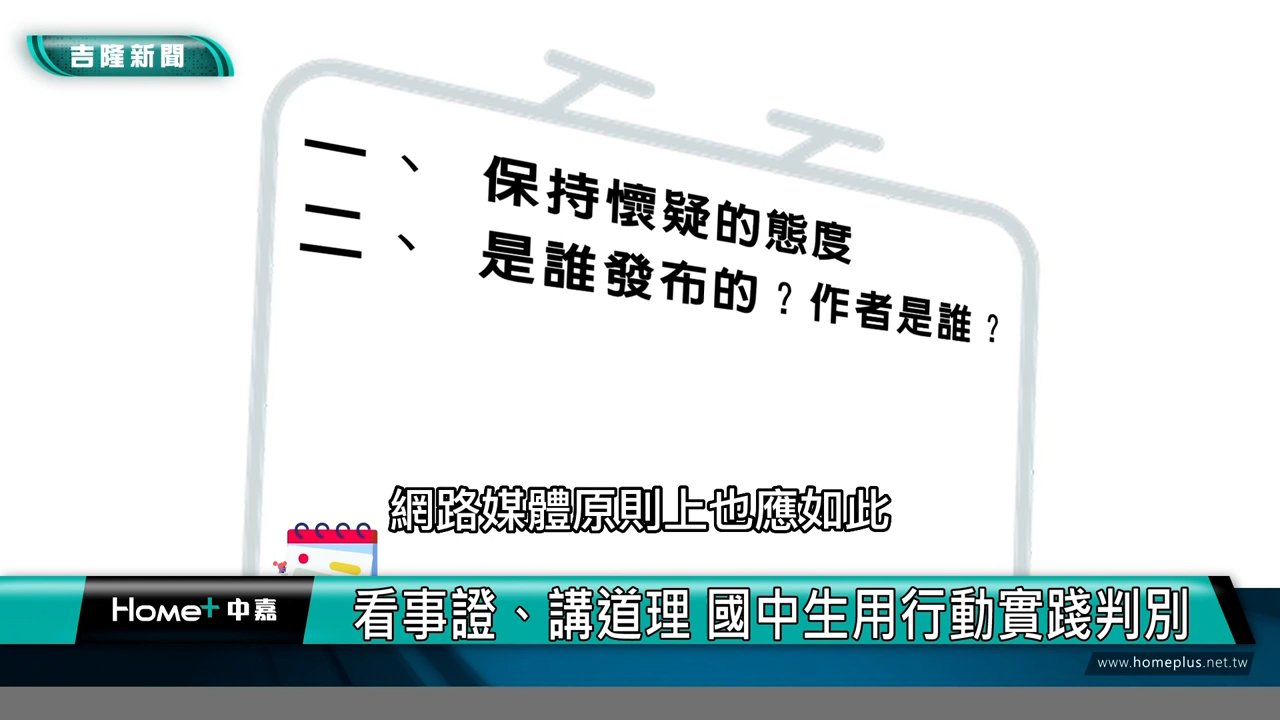 吉隆新聞
一、 保持懷疑的態度
二、 是誰發布的?作者是誰?
網路媒體原則上也應如此
Home+中嘉
看事證、講道理 國中生用行動實踐判別
www.homeplus.net.tw